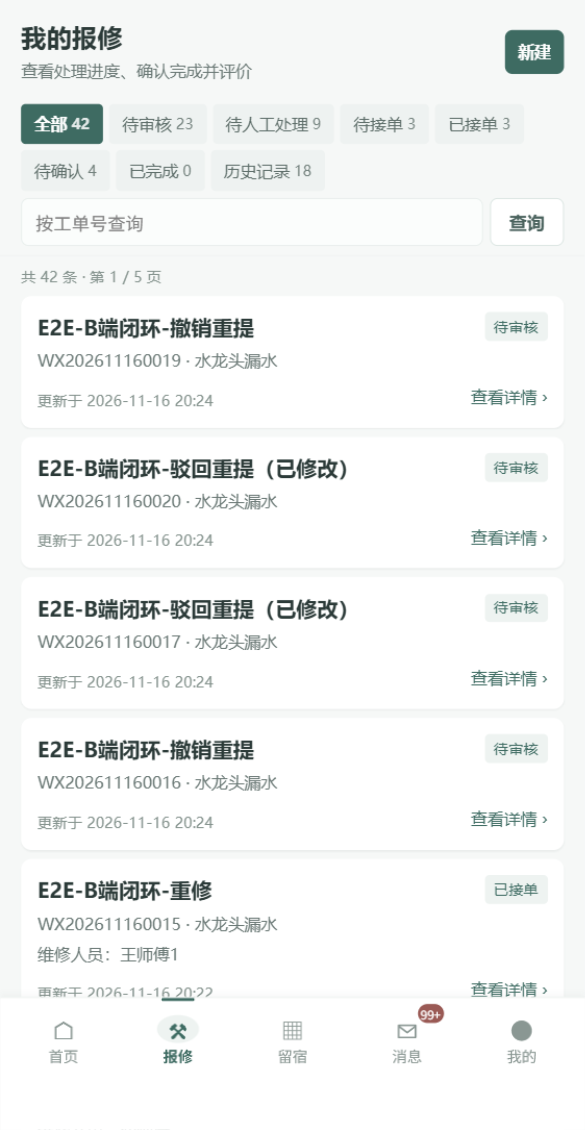 我的报修
查看处理进度、确认完成并评价
新建
全部 42 待审核 23 待人工处理 9 待接单 3 已接单 3
待确认 4 已完成 0 历史记录 18
按工单号查询 查询
共 42 条 · 第 1 / 5 页
E2E-B端闭环-撤销重提 待审核
WX202611160019 · 水龙头漏水
更新于 2026-11-16 20:24 查看详情 ›
E2E-B端闭环-驳回重提（已修改） 待审核
WX202611160020 · 水龙头漏水
更新于 2026-11-16 20:24 查看详情 ›
E2E-B端闭环-驳回重提（已修改） 待审核
WX202611160017 · 水龙头漏水
更新于 2026-11-16 20:24 查看详情 ›
E2E-B端闭环-撤销重提 待审核
WX202611160016 · 水龙头漏水
更新于 2026-11-16 20:24 查看详情 ›
E2E-B端闭环-重修 已接单
WX202611160015 · 水龙头漏水
维修人员：王师傅1
更新于 2026-11-16 20:22 查看详情 ›
99+
首页 报修 留宿 消息 我的